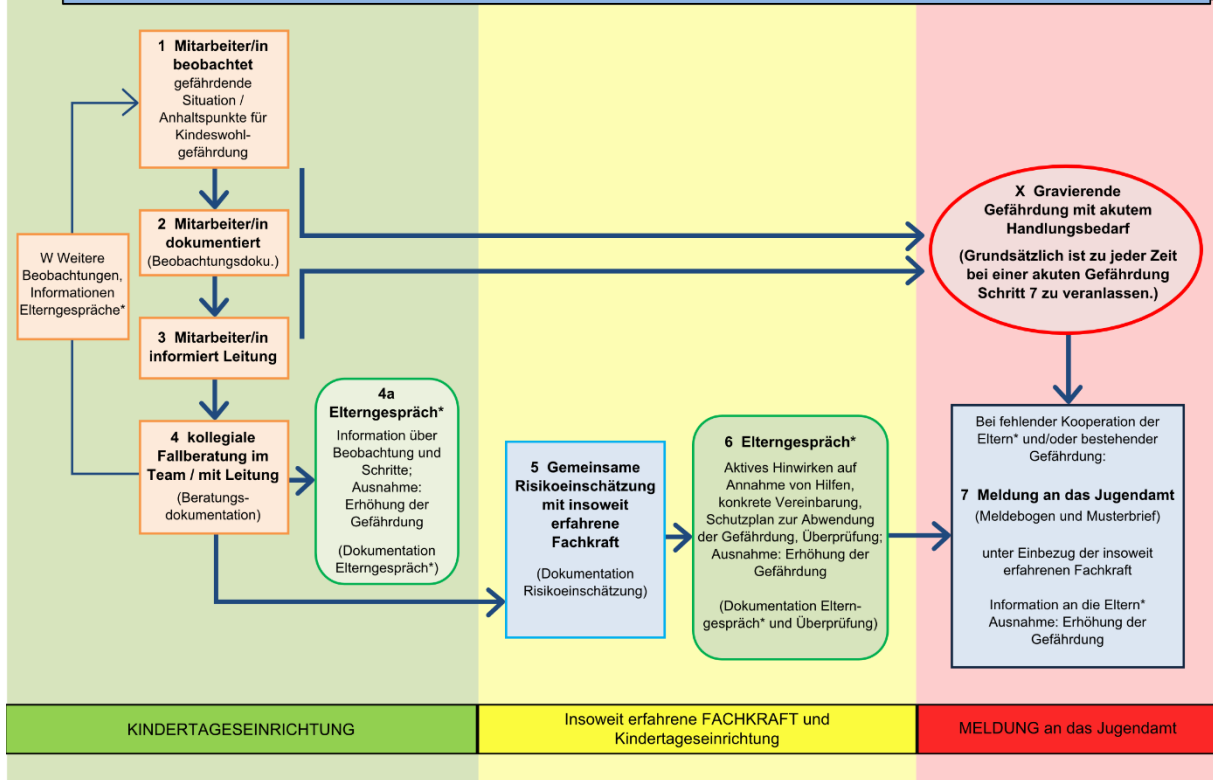 1 Mitarbeiter/in
beobachtet
gefährdende
Situation /
Anhaltspunkte für
Kindeswohl-
gefährdung
2 Mitarbeiter/in
dokumentiert
(Beobachtungsdoku.)
W Weitere
Beobachtungen,
Informationen
Elterngespräche*
3 Mitarbeiter/in
informiert Leitung
4 kollegiale
Fallberatung im
Team / mit Leitung
(Beratungs-
dokumentation)
4a
Elterngespräch*
Information über
Beobachtung und
Schritte;
Ausnahme:
Erhöhung der
Gefährdung
(Dokumentation
Elterngespräch*)
5 Gemeinsame
Risikoeinschätzung
mit insoweit
erfahrene
Fachkraft
(Dokumentation
Risikoeinschätzung)
6 Elterngespräch*
Aktives Hinwirken auf
Annahme von Hilfen,
konkrete Vereinbarung,
Schutzplan zur Abwendung
der Gefährdung, Überprüfung;
Ausnahme: Erhöhung der
Gefährdung
(Dokumentation Eltern-
gespräch* und Überprüfung)
X Gravierende
Gefährdung mit akutem
Handlungsbedarf
(Grundsätzlich ist zu jeder Zeit
bei einer akuten Gefährdung
Schritt 7 zu veranlassen.)
Bei fehlender Kooperation der
Eltern* und/oder bestehender
Gefährdung:
7 Meldung an das Jugendamt
(Meldebogen und Musterbrief)
unter Einbezug der insoweit
erfahrenen Fachkraft
Information an die Eltern*
Ausnahme: Erhöhung der
Gefährdung
KINDERTAGESEINRICHTUNG
Insoweit erfahrene FACHKRAFT und
Kindertageseinrichtung
MELDUNG an das Jugendamt